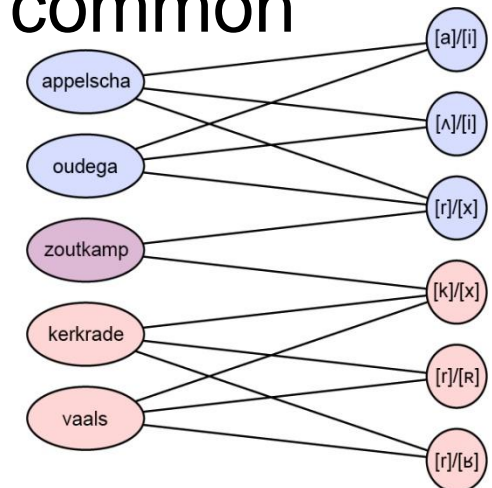 common
appelscha
oudega
zoutkamp
kerkrade
vaals
[a]/[i]
[ʌ]/[i]
[r]/[x]
[k]/[x]
[r]/[ʀ]
[r]/[ʁ]